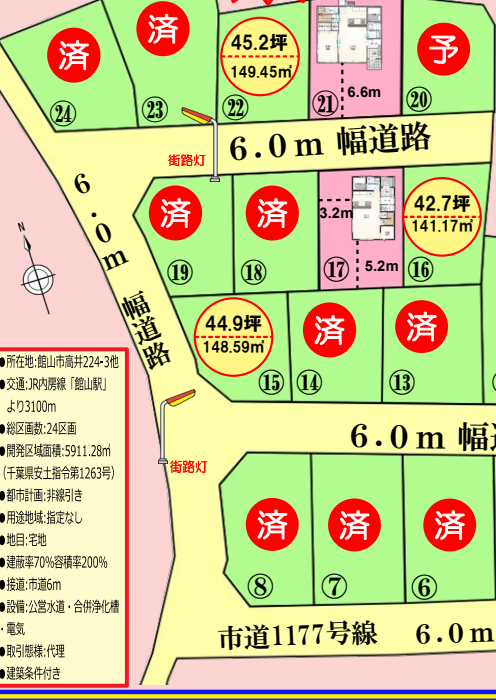 済
済
45.2坪
149.45㎡
予
6.6m
㉔
㉓
㉒
㉑
⑳
街路灯
6.0m 幅道路
6.0m 幅道路
済
済
3.2m
5.2m
42.7坪
141.17㎡
⑲
⑱
⑰
⑯
N
44.9坪
148.59㎡
済
済
⑮
⑭
⑬
●所在地:館山市高井224-3他
●交通:JR内房線「館山駅」
より3100m
●総区画数:24区画
●開発区域面積:5911.28㎡
(千葉県安土指令第1263号)
●都市計画:非線引き
●用途地域:指定なし
●地目:宅地
●建蔽率70%容積率200%
●接道:市道6m
●設備:公営水道・合併浄化槽
・電気
●取引態様:代理
●建築条件付き
6.0m 幅道
街路灯
済
済
済
⑧
⑦
⑥
市道1177号線 6.0m